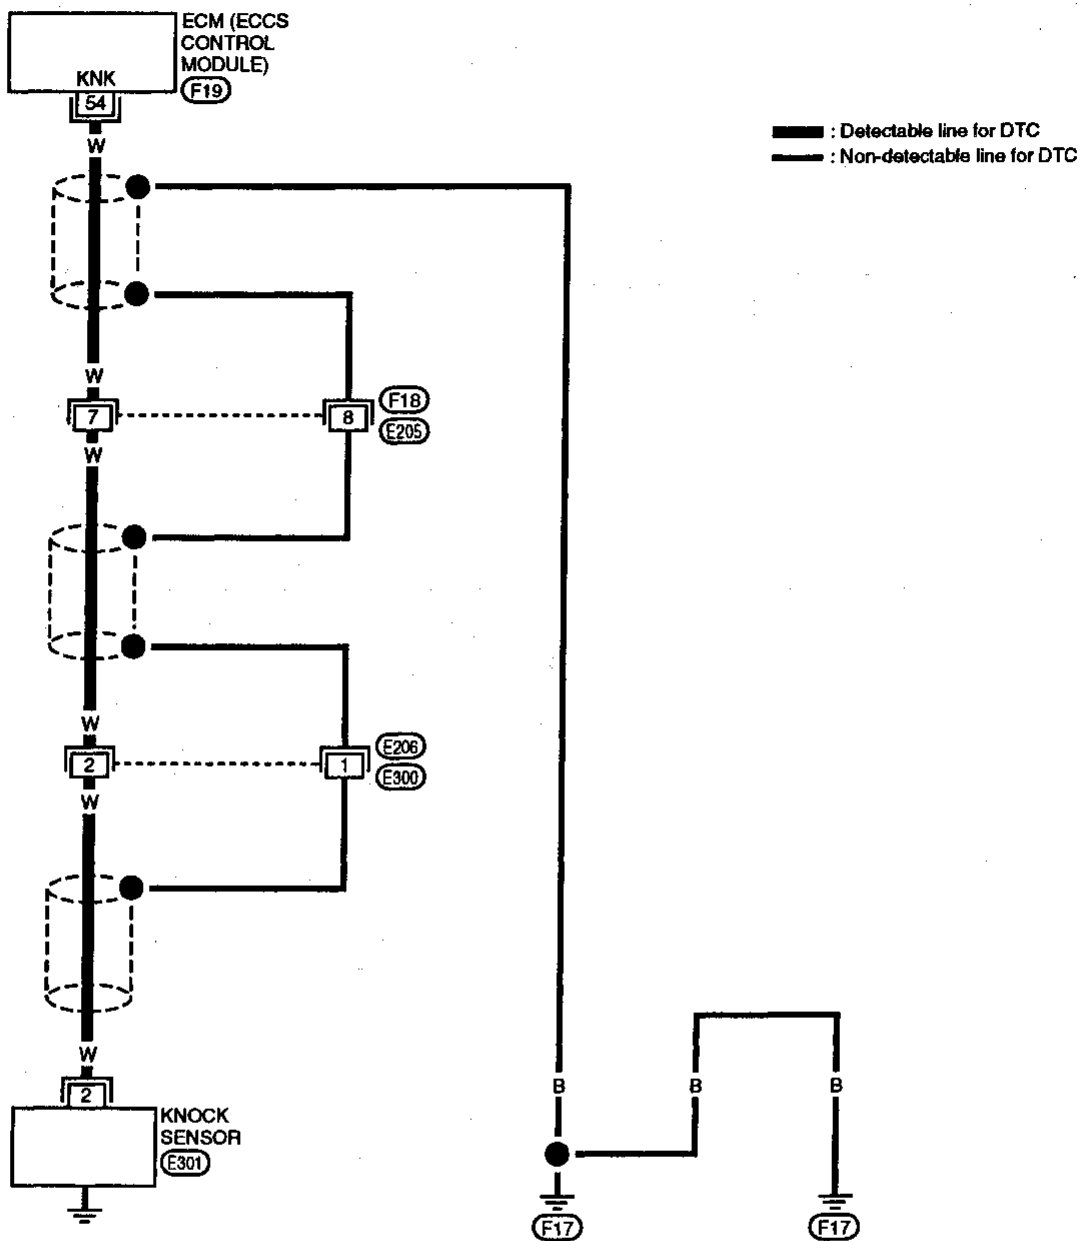 ECM (ECCS
CONTROL
MODULE)
F19
KNK
54
W
: Detectable line for DTC
: Non-detectable line for DTC
W
7
8
F18
E205
W
W
2
1
E206
E300
W
W
2
KNOCK
SENSOR
E301
B
B
B
F17
F17